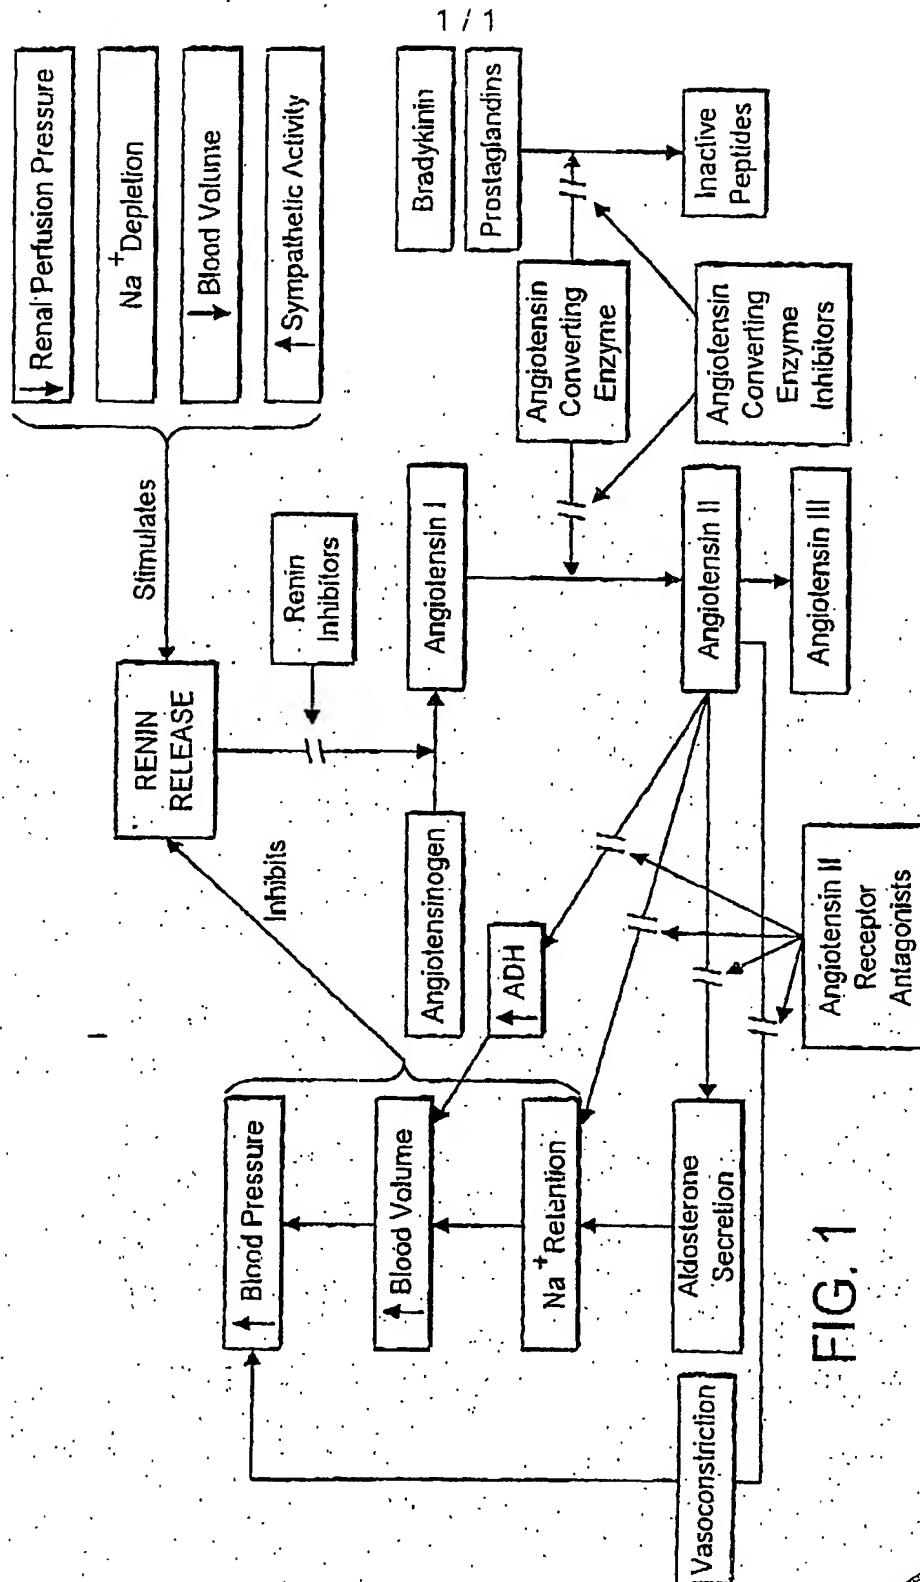 1 / 1
↓ Renal Perfusion Pressure
Na + Depletion
↓ Blood Volume
↑ Sympathetic Activity
Stimulates
RENIN
RELEASE
Inhibits
Renin
Inhibitors
Angiotensinogen
Angiotensin I
Bradykinin
Prostaglandins
Angiotensin
Converting
Enzyme
Inactive
Peptides
Angiotensin
Converting
Enzyme
Inhibitors
Angiotensin II
Angiotensin III
↑ ADH
↑ Blood Pressure
↑ Blood Volume
Na + Retention
Aldosterone
Secretion
Vasoconstriction
Angiotensin II
Receptor
Antagonists
FIG. 1